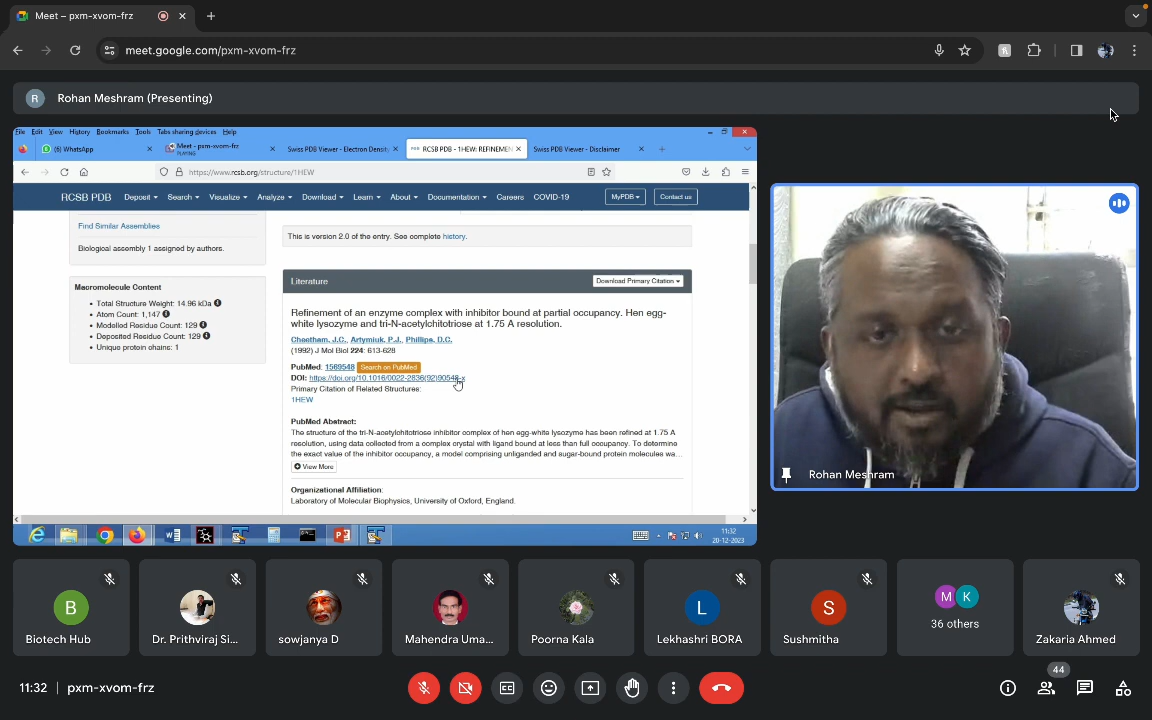 Meet – pxm-xvom-frz
meet.google.com/pxm-xvom-frz
R Rohan Meshram (Presenting)
File Edit View History Bookmarks Tools Tabs sharing devices Help
(6) WhatsApp
Meet - pxm-xvom-frz
PLAYING
Swiss PDB Viewer - Electron Density
RCSB PDB - 1HEW: REFINEMEN
Swiss PDB Viewer - Disclaimer
https://www.rcsb.org/structure/1HEW
RCSB PDB Deposit Search Visualize Analyze Download Learn About Documentation Careers COVID-19 MyPDB Contact us
Find Similar Assemblies
Biological assembly 1 assigned by authors.
Macromolecule Content
• Total Structure Weight: 14.96 kDa
• Atom Count: 1,147
• Modelled Residue Count: 129
• Deposited Residue Count: 129
• Unique protein chains: 1
This is version 2.0 of the entry. See complete history.
Literature Download Primary Citation
Refinement of an enzyme complex with inhibitor bound at partial occupancy. Hen egg-
white lysozyme and tri-N-acetylchitotriose at 1.75 A resolution.
Cheetham, J.C., Artymiuk, P.J., Phillips, D.C.
(1992) J Mol Biol 224: 613-628
PubMed: 1569548 Search on PubMed
DOI: https://doi.org/10.1016/0022-2836(92)90548-x
Primary Citation of Related Structures:
1HEW
PubMed Abstract:
The structure of the tri-N-acetylchitotriose inhibitor complex of hen egg-white lysozyme has been refined at 1.75 A
resolution, using data collected from a complex crystal with ligand bound at less than full occupancy. To determine
the exact value of the inhibitor occupancy, a model comprising unliganded and sugar-bound protein molecules wa...
View More
Organizational Affiliation:
Laboratory of Molecular Biophysics, University of Oxford, England.
11:32
20-12-2023
Rohan Meshram
B
Biotech Hub
Dr. Prithviraj Si...
sowjanya D
Mahendra Uma...
Poorna Kala
L
Lekhashri BORA
S
Sushmitha
M K
36 others
Zakaria Ahmed
11:32 | pxm-xvom-frz
44